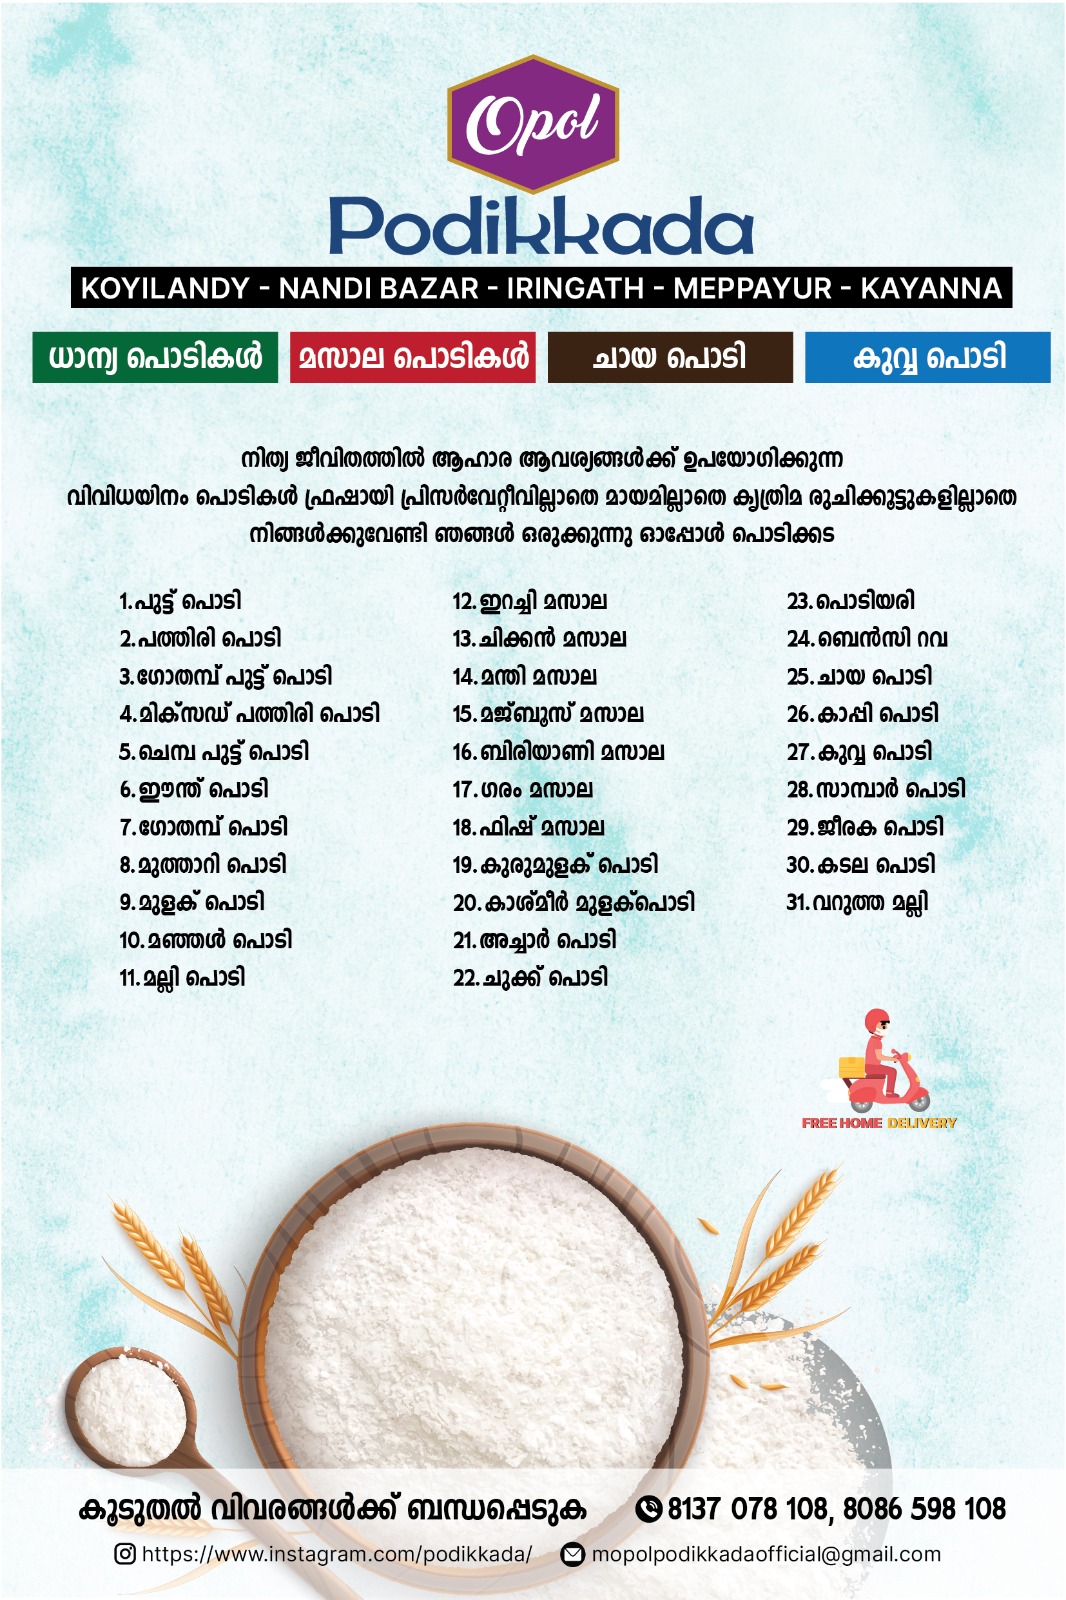 Opol
Podikkada
KOYILANDY - NANDI BAZAR - IRINGATH - MEPPAYUR - KAYANNA
ധാന്യ പൊടികൾ
മസാല പൊടികൾ
ചായ പൊടി
കുവ്വ പൊടി
നിത്യ ജീവിതത്തിൽ ആഹാര ആവശ്യങ്ങൾക്ക് ഉപയോഗിക്കുന്ന
വിവിധയിനം പൊടികൾ ഫ്രഷായി പ്രിസർവേറ്റീവില്ലാതെ മായമില്ലാതെ കൃത്രിമ രുചിക്കൂട്ടുകളില്ലാതെ
നിങ്ങൾക്കുവേണ്ടി ഞങ്ങൾ ഒരുക്കുന്നു ഓപ്പോൾ പൊടിക്കട
1.പുട്ട് പൊടി
2.പത്തിരി പൊടി
3.ഗോതമ്പ് പുട്ട് പൊടി
4.മിക്സഡ് പത്തിരി പൊടി
5.ചെമ്പ പുട്ട് പൊടി
6.ഈന്ത് പൊടി
7.ഗോതമ്പ് പൊടി
8.മുത്താറി പൊടി
9.മുളക് പൊടി
10.മഞ്ഞൾ പൊടി
11.മല്ലി പൊടി
12.ഇറച്ചി മസാല
13.ചിക്കൻ മസാല
14.മന്തി മസാല
15.മജ്ബൂസ് മസാല
16.ബിരിയാണി മസാല
17.ഗരം മസാല
18.ഫിഷ് മസാല
19.കുരുമുളക് പൊടി
20.കാശ്മീർ മുളക്പൊടി
21.അച്ചാർ പൊടി
22.ചുക്ക് പൊടി
23.പൊടിയരി
24.ബെൻസി റവ
25.ചായ പൊടി
26.കാപ്പി പൊടി
27.കുവ്വ പൊടി
28.സാമ്പാർ പൊടി
29.ജീരക പൊടി
30.കടല പൊടി
31.വറുത്ത മല്ലി
FREE HOME DELIVERY
കൂടുതൽ വിവരങ്ങൾക്ക് ബന്ധപ്പെടുക 8137 078 108, 8086 598 108
https://www.instagram.com/podikkada/ mopolpodikkadaofficial@gmail.com